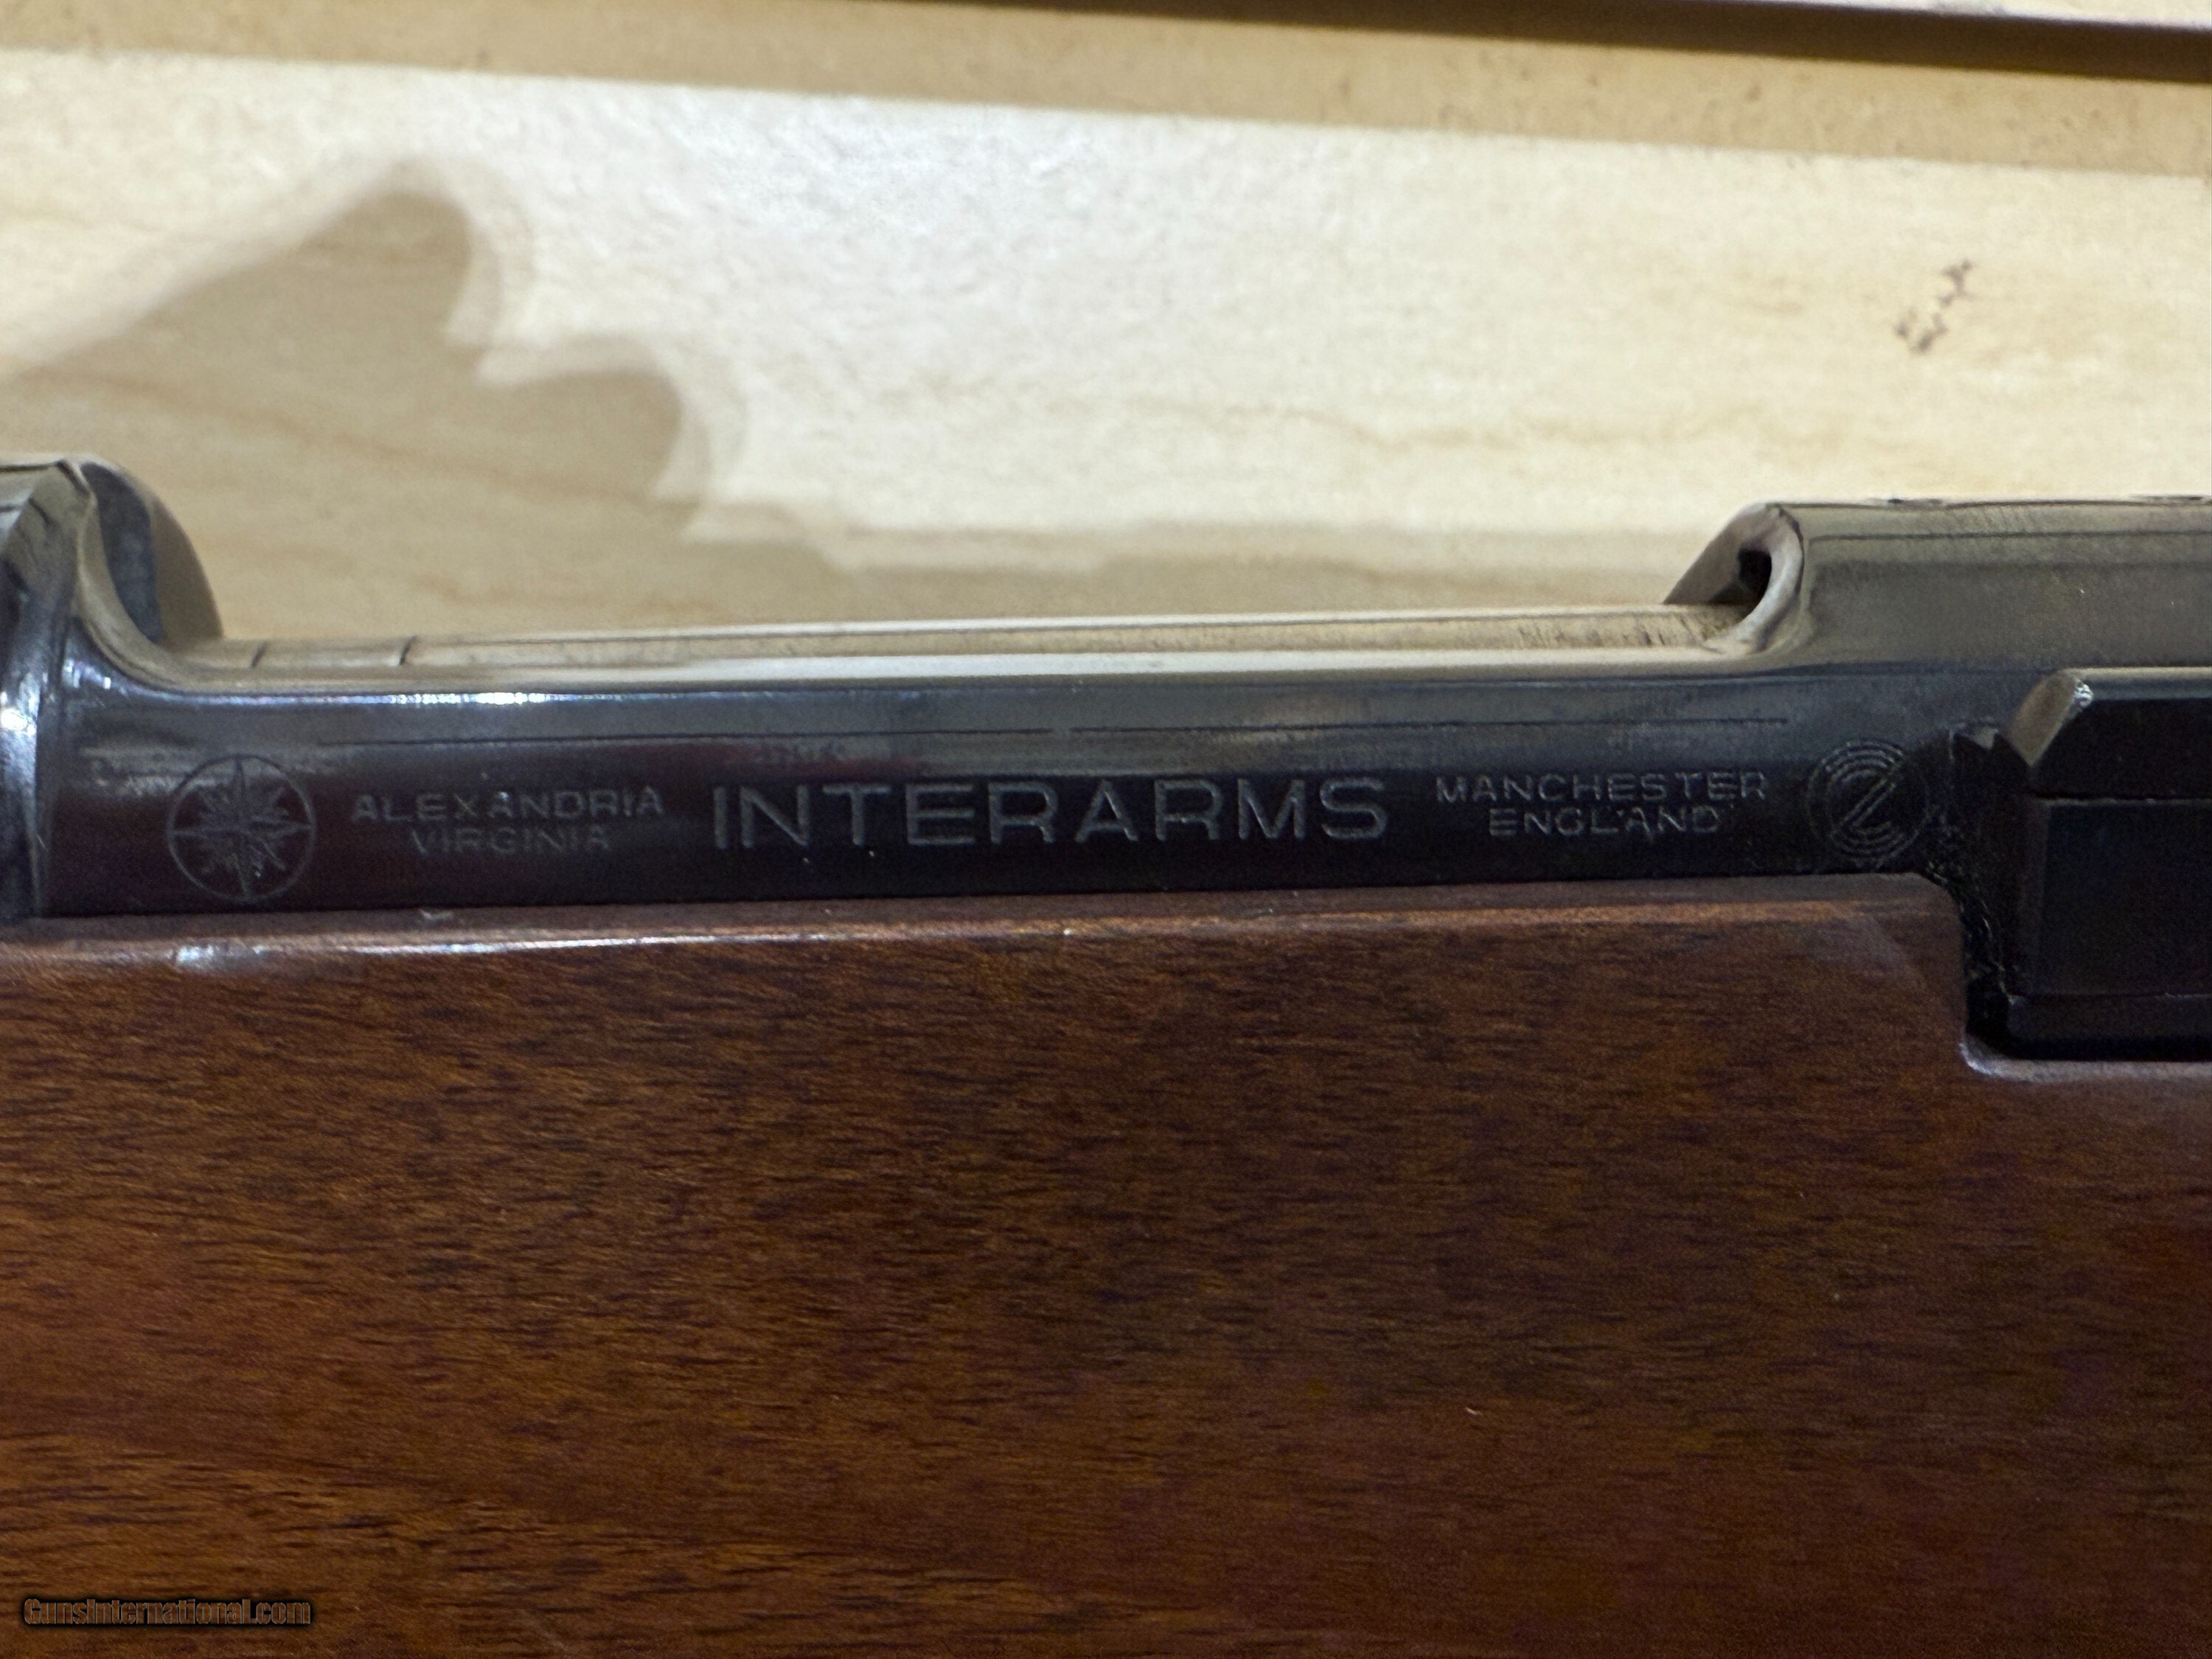 ALEXANDRIA
VIRGINIA
INTERARMS
MANCHESTER
ENGLAND
GunsInternational.com